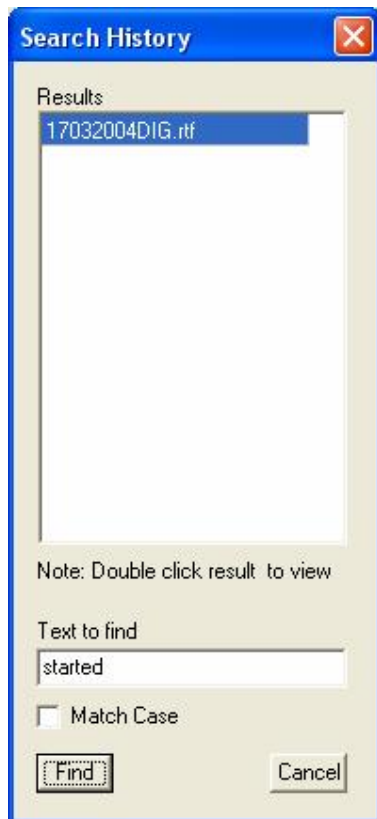 Search History
Results
17032004DIG.rtf
Note: Double click result to view
Text to find
started
Match Case
Find Cancel